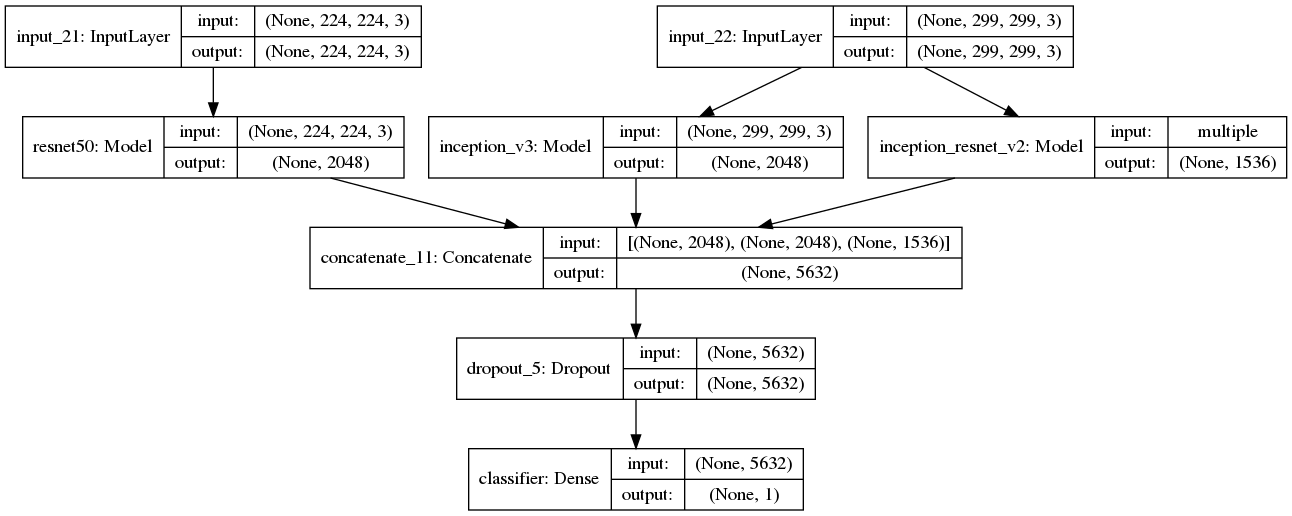 input_21: InputLayer
input: (None, 224, 224, 3)
output: (None, 224, 224, 3)
input_22: InputLayer
input: (None, 299, 299, 3)
output: (None, 299, 299, 3)
resnet50: Model
input: (None, 224, 224, 3)
output: (None, 2048)
inception_v3: Model
input: (None, 299, 299, 3)
output: (None, 2048)
inception_resnet_v2: Model
input: multiple
output: (None, 1536)
concatenate_11: Concatenate
input: [(None, 2048), (None, 2048), (None, 1536)]
output: (None, 5632)
dropout_5: Dropout
input: (None, 5632)
output: (None, 5632)
classifier: Dense
input: (None, 5632)
output: (None, 1)